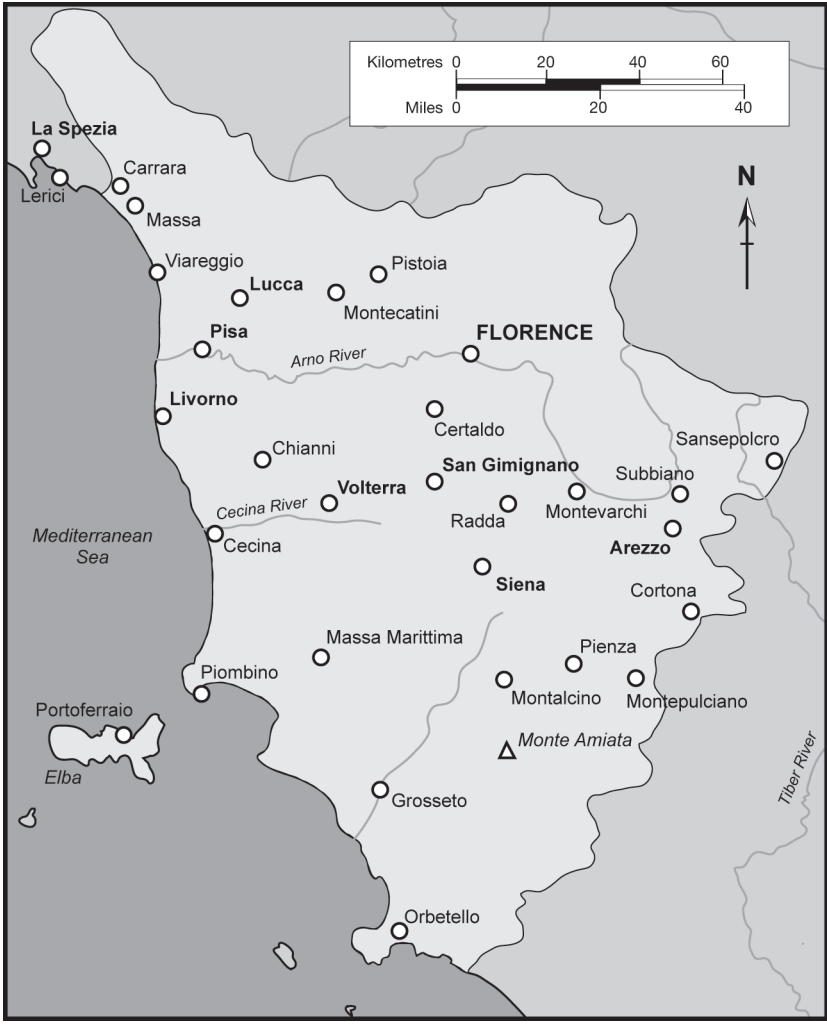 Kilometres 0 20 40 60
Miles 0 20 40
La Spezia
N
Carrara
Lerici
Massa
Viareggio
Pistoia
Lucca
Montecatini
Pisa
FLORENCE
Arno River
Livorno
Certaldo
Sansepolcro
Chianni
San Gimignano
Subbiano
Volterra
Cecina River
Radda
Montevarchi
Mediterranean
Sea
Cecina
Arezzo
Siena
Cortona
Massa Marittima
Pienza
Piombino
Montalcino
Montepulciano
Portoferraio
Monte Amiata
Elba
Tiber River
Grosseto
Orbetello